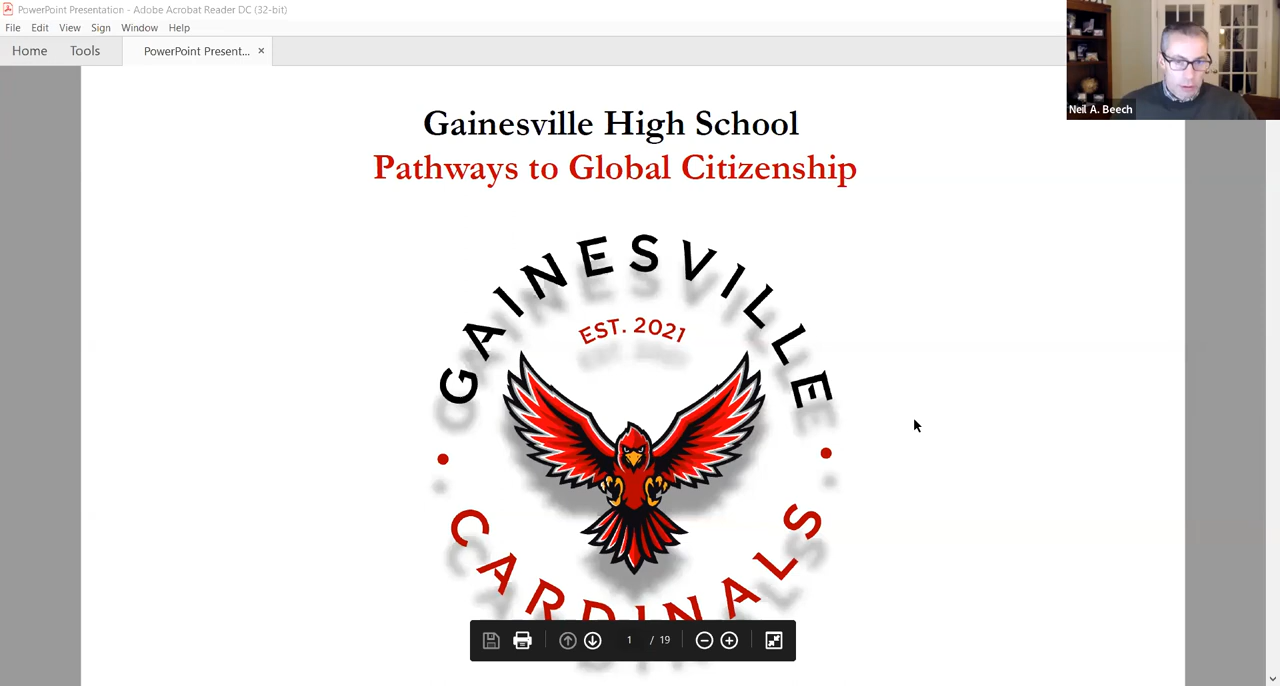 PowerPoint Presentation - Adobe Acrobat Reader DC (32-bit)
File Edit View Sign Window Help
Home Tools PowerPoint Present... ×
Neil A. Beech
Gainesville High School
Pathways to Global Citizenship
GAINESVILLE
EST. 2021
CARDINALS
1 / 19